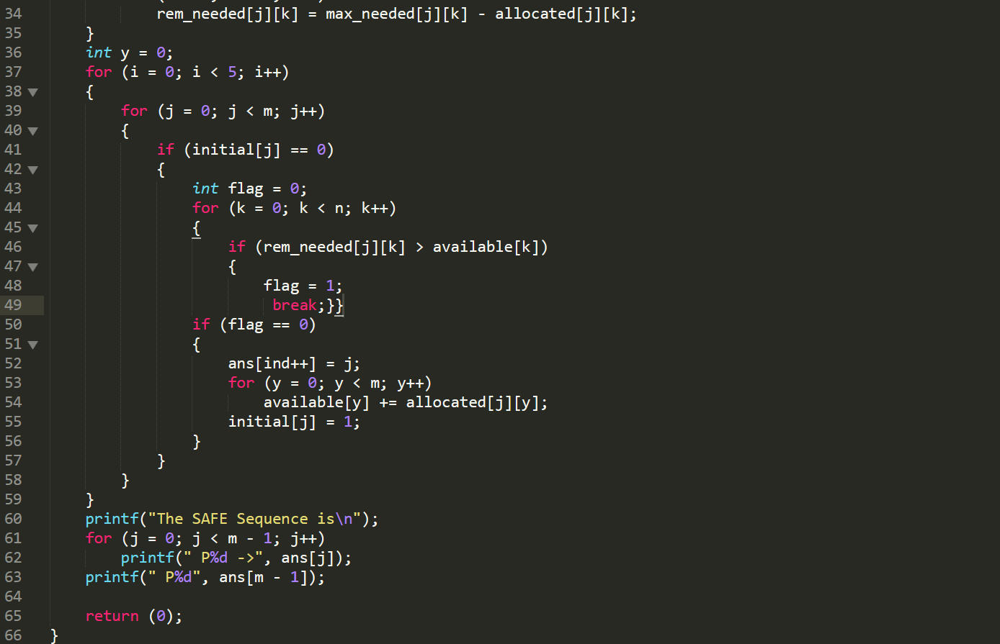 34 rem_needed[j][k] = max_needed[j][k] - allocated[j][k];
35 }
36 int y = 0;
37 for (i = 0; i < 5; i++)
38 {
39 for (j = 0; j < m; j++)
40 {
41 if (initial[j] == 0)
42 {
43 int flag = 0;
44 for (k = 0; k < n; k++)
45 {
46 if (rem_needed[j][k] > available[k])
47 {
48 flag = 1;
49 break;}}
50 if (flag == 0)
51 {
52 ans[ind++] = j;
53 for (y = 0; y < m; y++)
54 available[y] += allocated[j][y];
55 initial[j] = 1;
56 }
57 }
58 }
59 }
60 printf("The SAFE Sequence is\n");
61 for (j = 0; j < m - 1; j++)
62 printf(" P%d ->", ans[j]);
63 printf(" P%d", ans[m - 1]);
64
65 return (0);
66 }